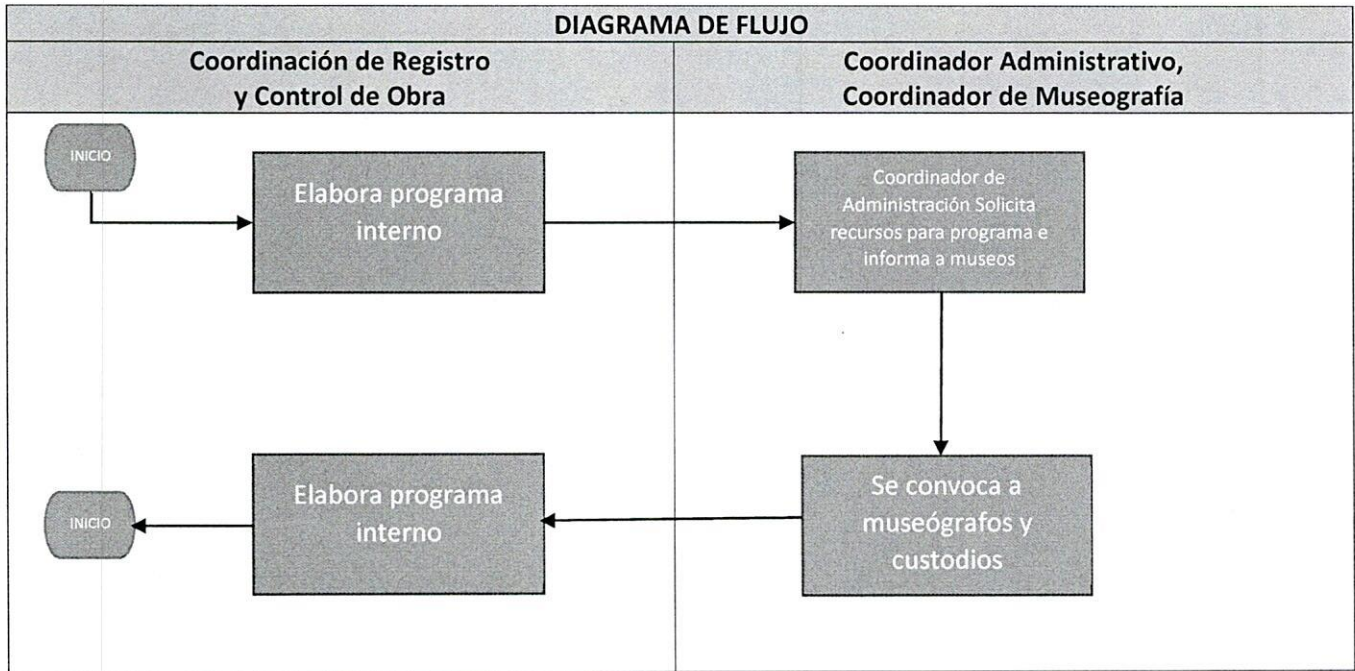 DIAGRAMA DE FLUJO
Coordinación de Registro
y Control de Obra
Coordinador Administrativo,
Coordinador de Museografía
INICIO
Elabora programa
interno
Coordinador de
Administración Solicita
recursos para programa e
informa a museos
INICIO
Elabora programa
interno
Se convoca a
museógrafos y
custodios